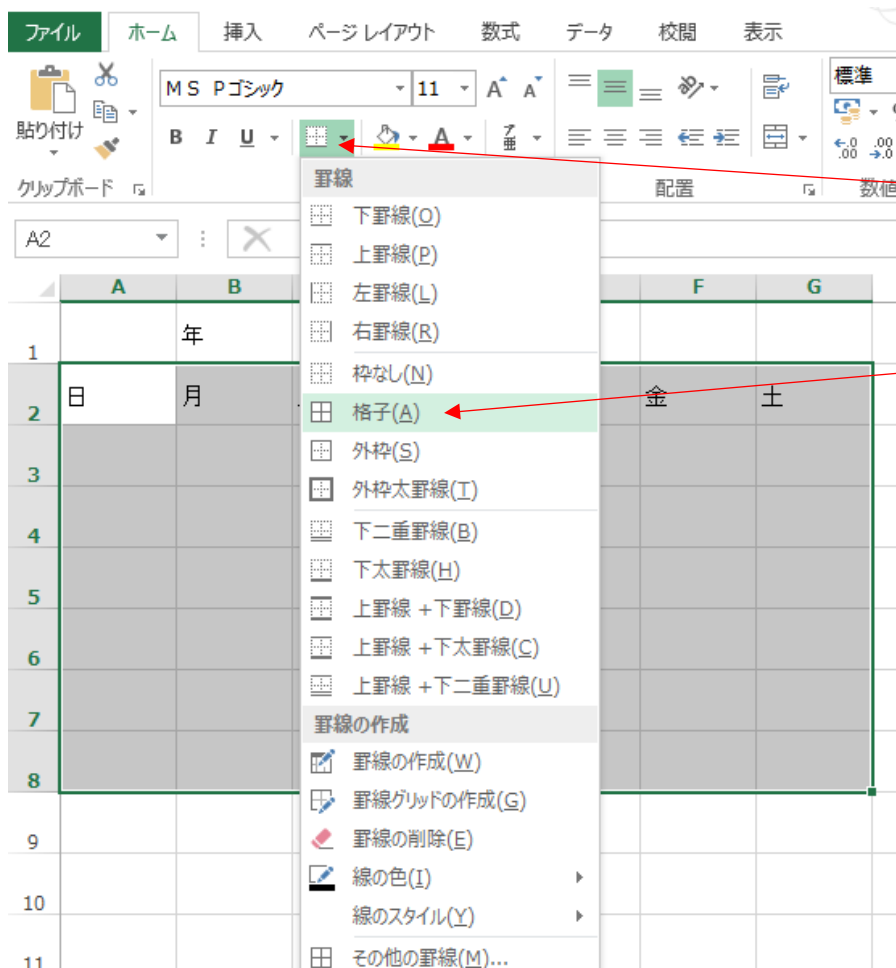 ファイル ホーム 挿入 ページ レイアウト 数式 データ 校閲 表示
ＭＳ Ｐゴシック 11 A A 標準
貼り付け B I U A 亜
クリップボード 配置 数値
A2
罫線
下罫線(O)
上罫線(P)
左罫線(L)
右罫線(R)
枠なし(N)
格子(A)
外枠(S)
外枠太罫線(T)
下二重罫線(B)
下太罫線(H)
上罫線 +下罫線(D)
上罫線 +下太罫線(C)
上罫線 +下二重罫線(U)
罫線の作成
罫線の作成(W)
罫線グリッドの作成(G)
罫線の削除(E)
線の色(I)
線のスタイル(Y)
その他の罫線(M)...
A B F G
1 年
2 日 月 金 土
3
4
5
6
7
8
9
10
11